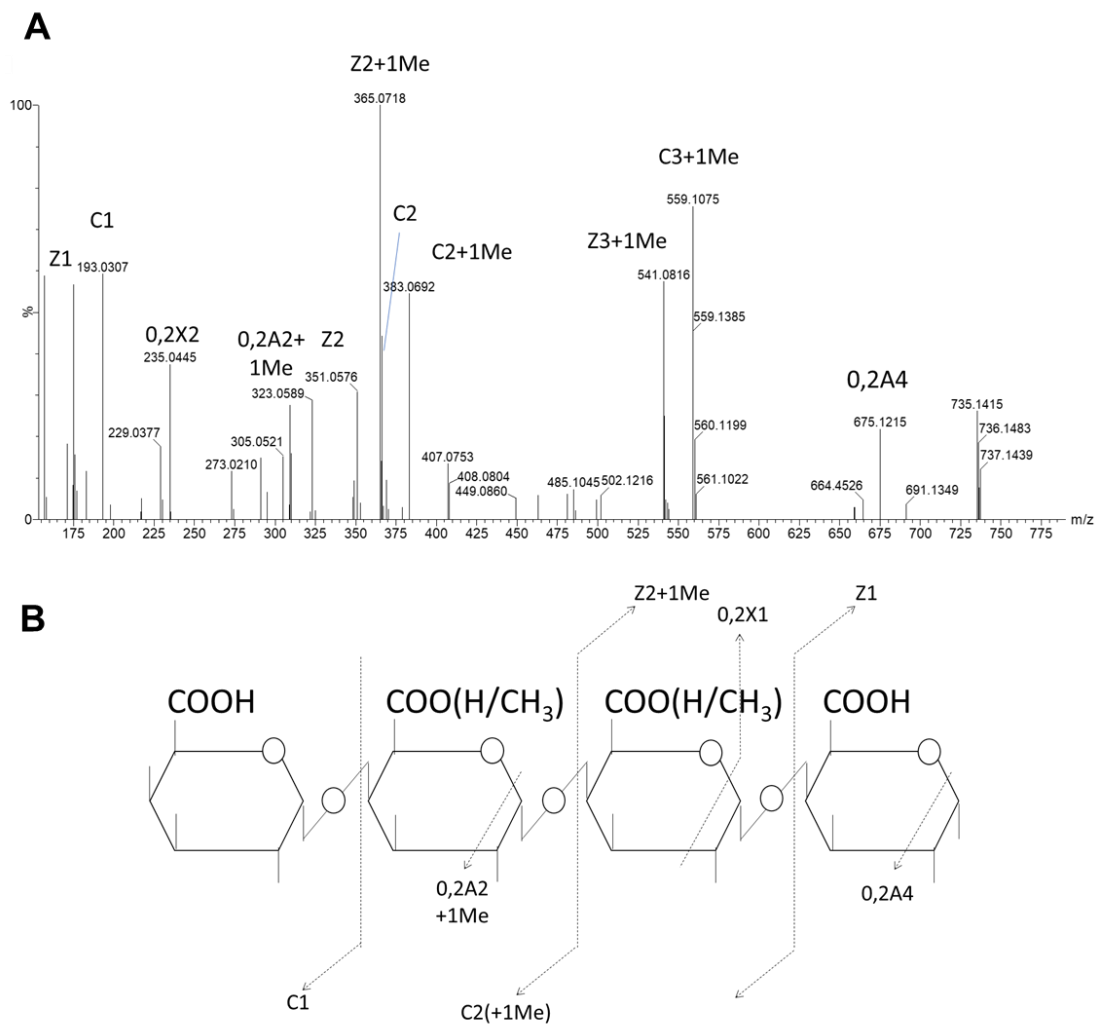 A
Z2+1Me
365.0718
100
C3+1Me
559.1075
C1
C2
Z1
193.0307
C2+1Me
383.0692
Z3+1Me
541.0816
%
0,2X2
235.0445
0,2A2+
1Me
323.0589
Z2
351.0576
559.1385
0,2A4
675.1215
229.0377
305.0521
273.0210
407.0753
408.0804
449.0860
485.1045
502.1216
560.1199
561.1022
664.4526
691.1349
735.1415
736.1483
737.1439
0
175 200 225 250 275 300 325 350 375 400 425 450 475 500 525 550 575 600 625 650 675 700 725 750 775
m/z
B
Z2+1Me
0,2X1
Z1
COOH COO(H/CH₃) COO(H/CH₃) COOH
0,2A2
+1Me
0,2A4
C1
C2(+1Me)